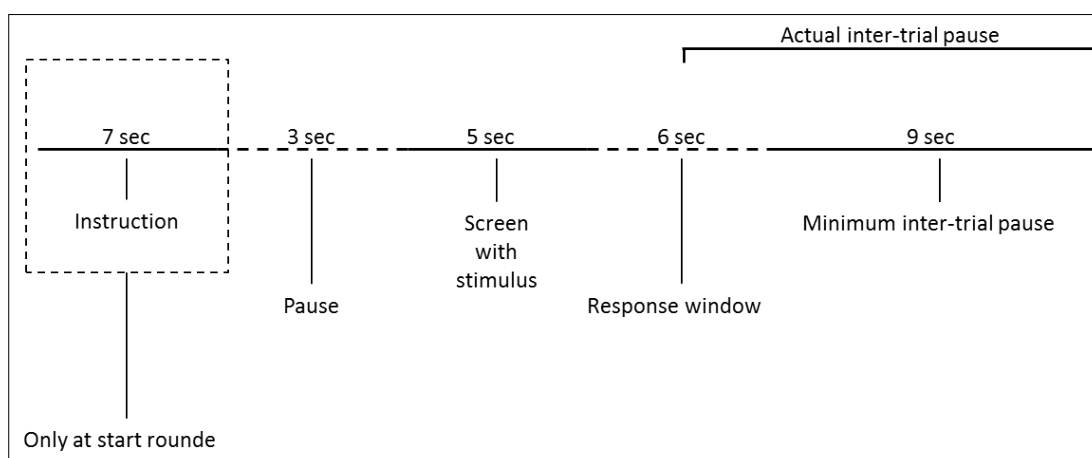 Actual inter-trial pause
7 sec
3 sec
5 sec
6 sec
9 sec
Instruction
Screen
with
stimulus
Minimum inter-trial pause
Pause
Response window
Only at start rounde